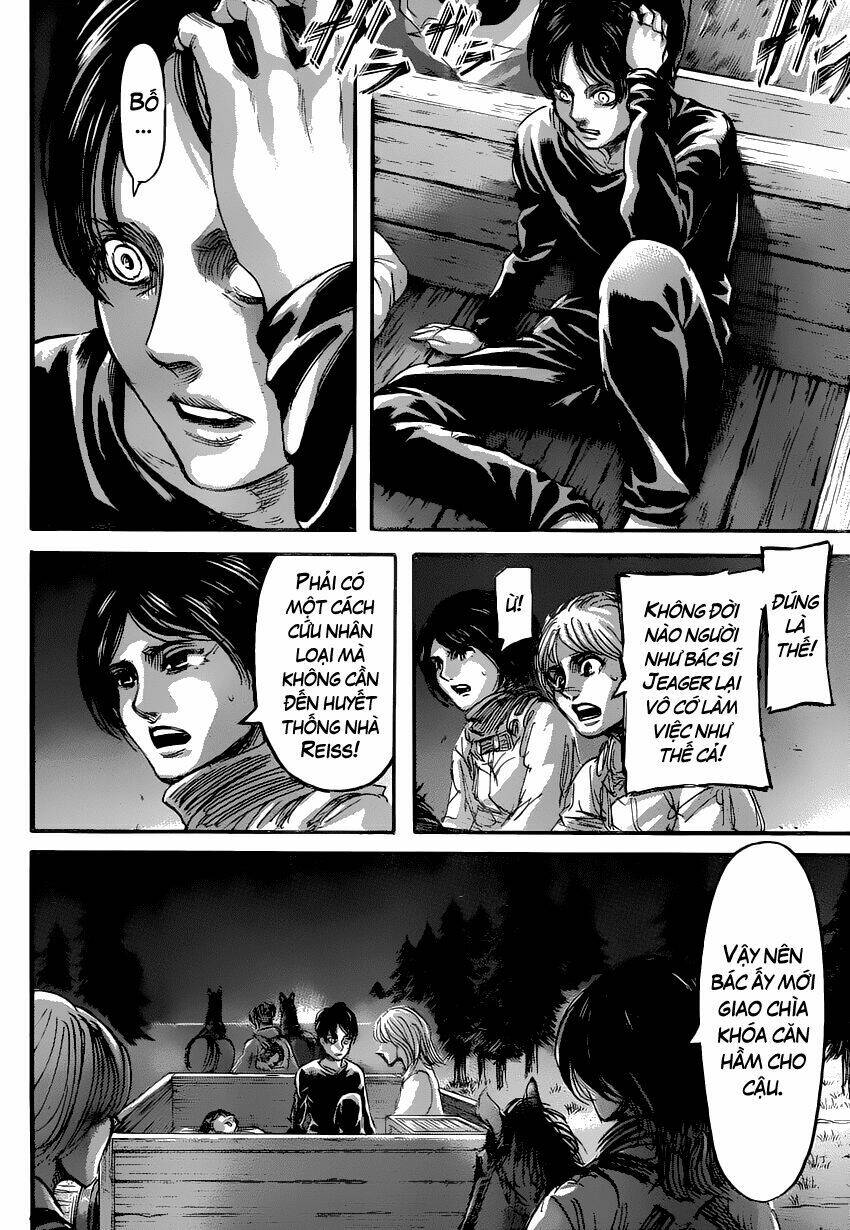 BỐ
...
ĐÚNG
LÀ
THẾ!
KHÔNG ĐỜI
NÀO NGƯỜI
NHƯ BÁC SĨ
JEAGER LẠI
VÔ CỚ LÀM
VIỆC NHƯ
THẾ CẢ!
Ừ!
PHẢI CÓ
MỘT CÁCH
CỨU NHÂN
LOẠI MÀ
KHÔNG CẦN
ĐẾN HUYẾT
THỐNG NHÀ
REISS!
VẬY NÊN
BÁC ẤY MỚI
GIAO CHÌA
KHÓA CĂN
HẦM CHO
CẬU.